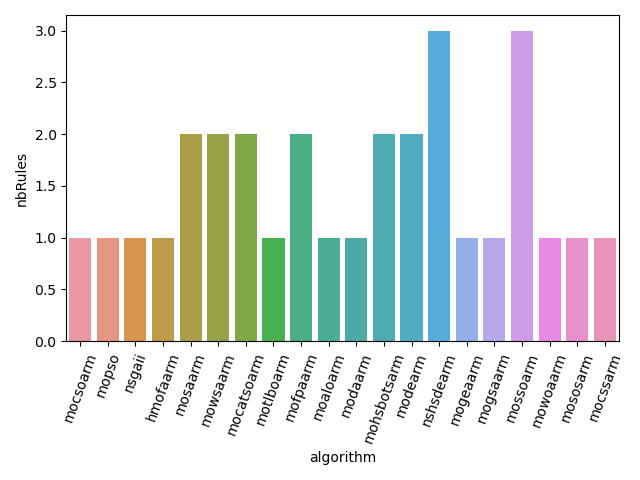 3.0
2.5
2.0
1.5
1.0
0.5
0.0
nbRules
mocsoarm
mopso
nsgaii
hmofaarm
mosaarm
mowsaarm
mocatsoarm
motlboarm
mofpaarm
moaloarm
modaarm
mohsbotsarm
modearm
nshsdearm
mogeaarm
mogsaarm
mossoarm
mowoaarm
mososarm
mocssarm
algorithm